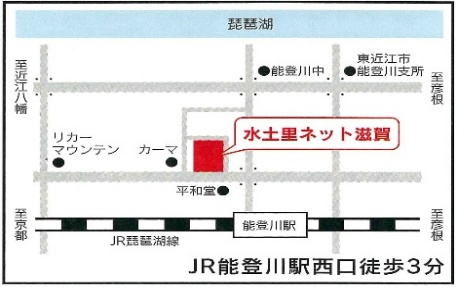 琵琶湖
至近江八幡
能登川中
東近江市
能登川支所
至彦根
リカー
マウンテン
カーマ
水土里ネット滋賀
平和堂
至京都
能登川駅
至彦根
JR琵琶湖線
JR能登川駅西口徒歩3分